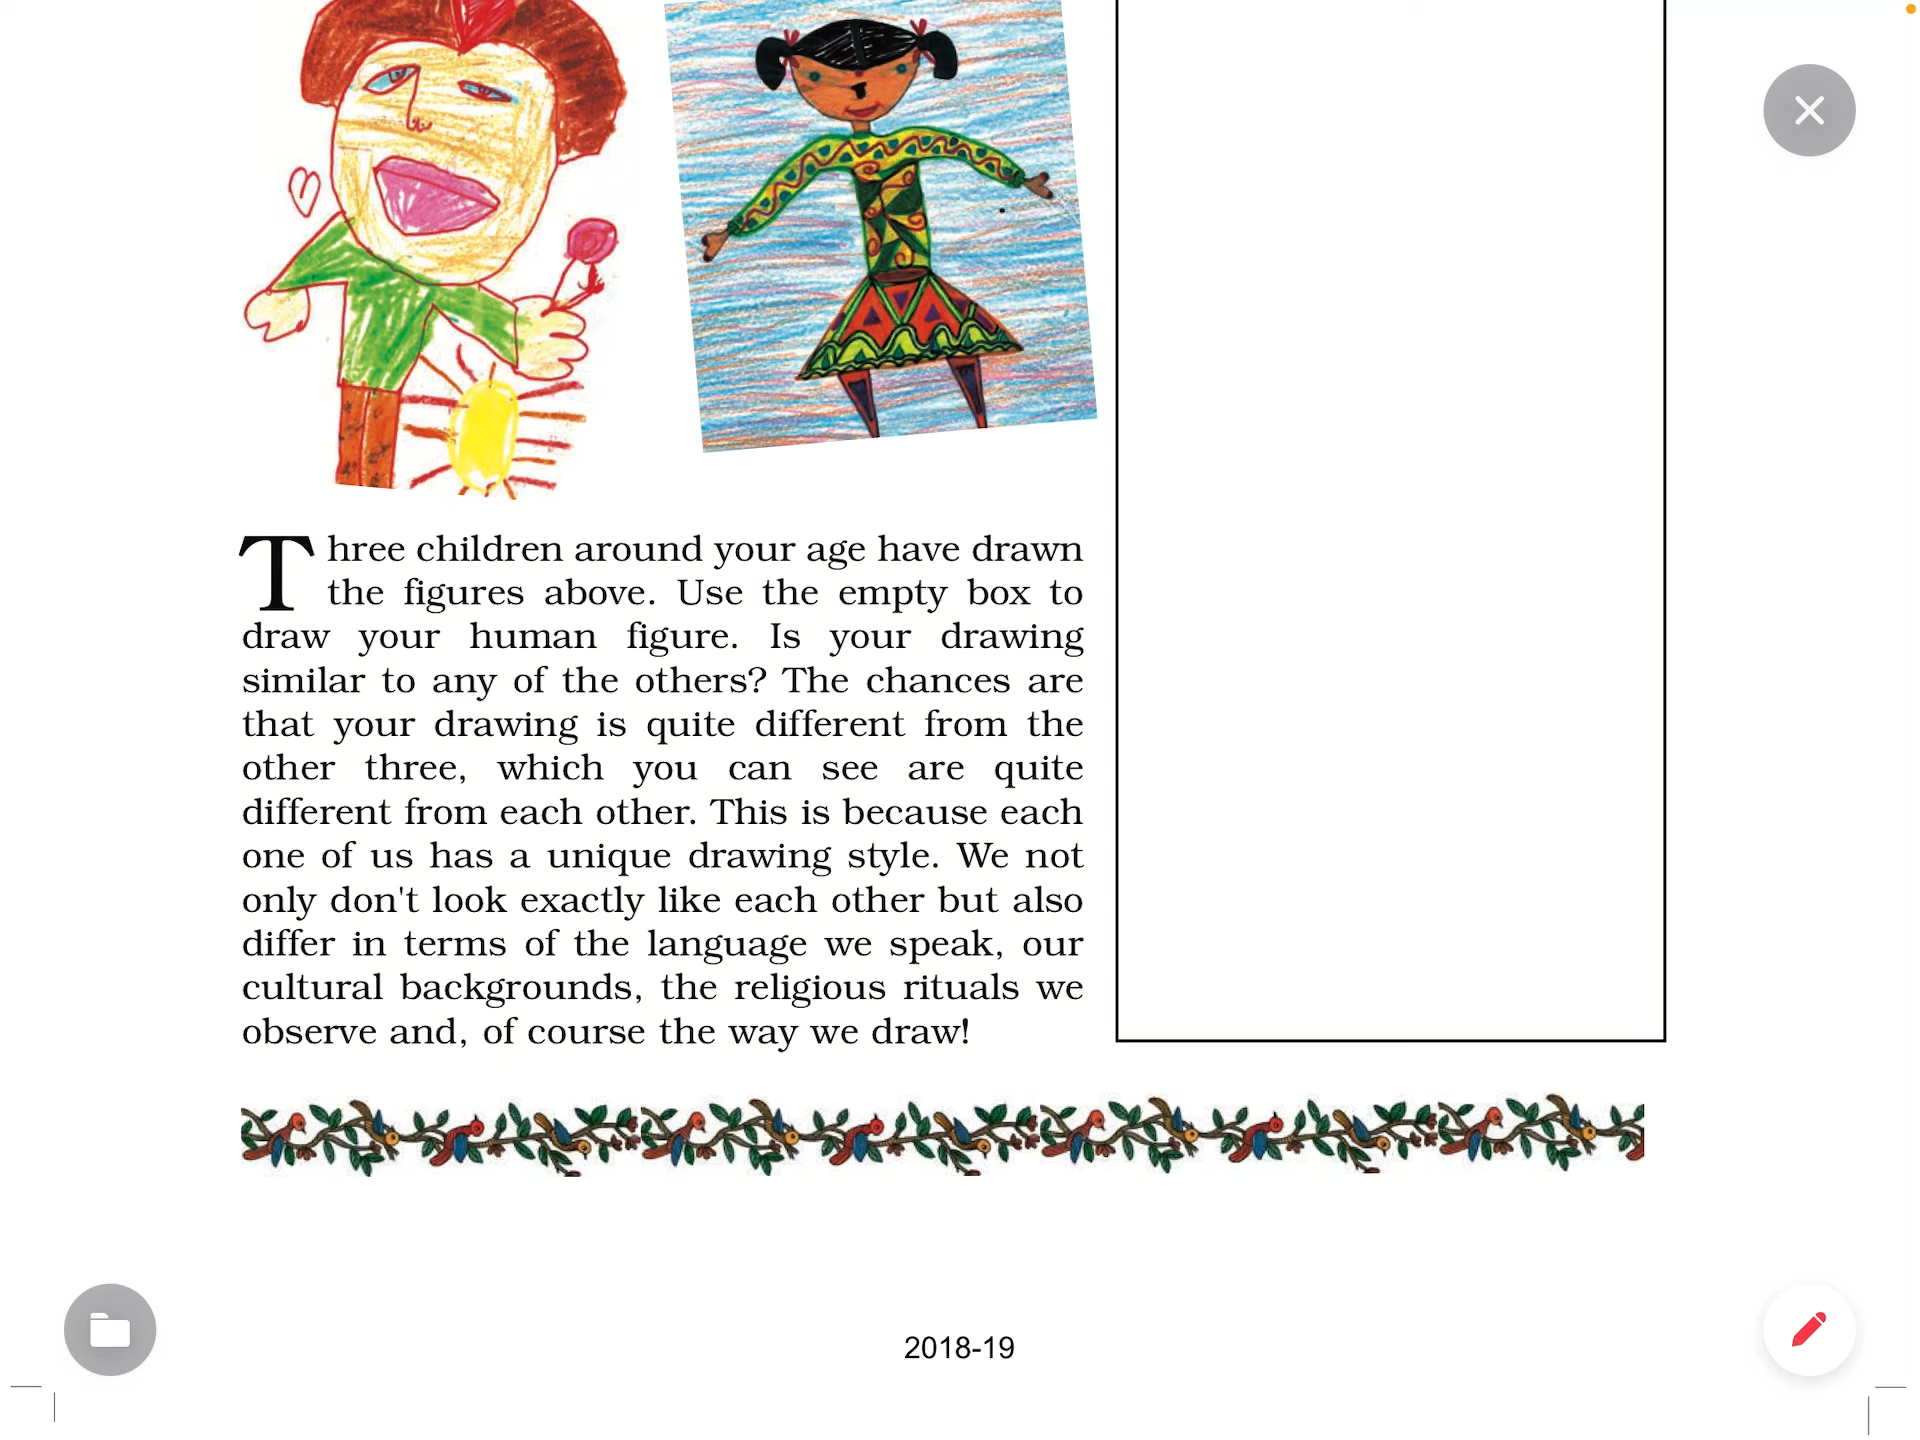 Three children around your age have drawn
the figures above. Use the empty box to
draw your human figure. Is your drawing
similar to any of the others? The chances are
that your drawing is quite different from the
other three, which you can see are quite
different from each other. This is because each
one of us has a unique drawing style. We not
only don't look exactly like each other but also
differ in terms of the language we speak, our
cultural backgrounds, the religious rituals we
observe and, of course the way we draw!
2018-19